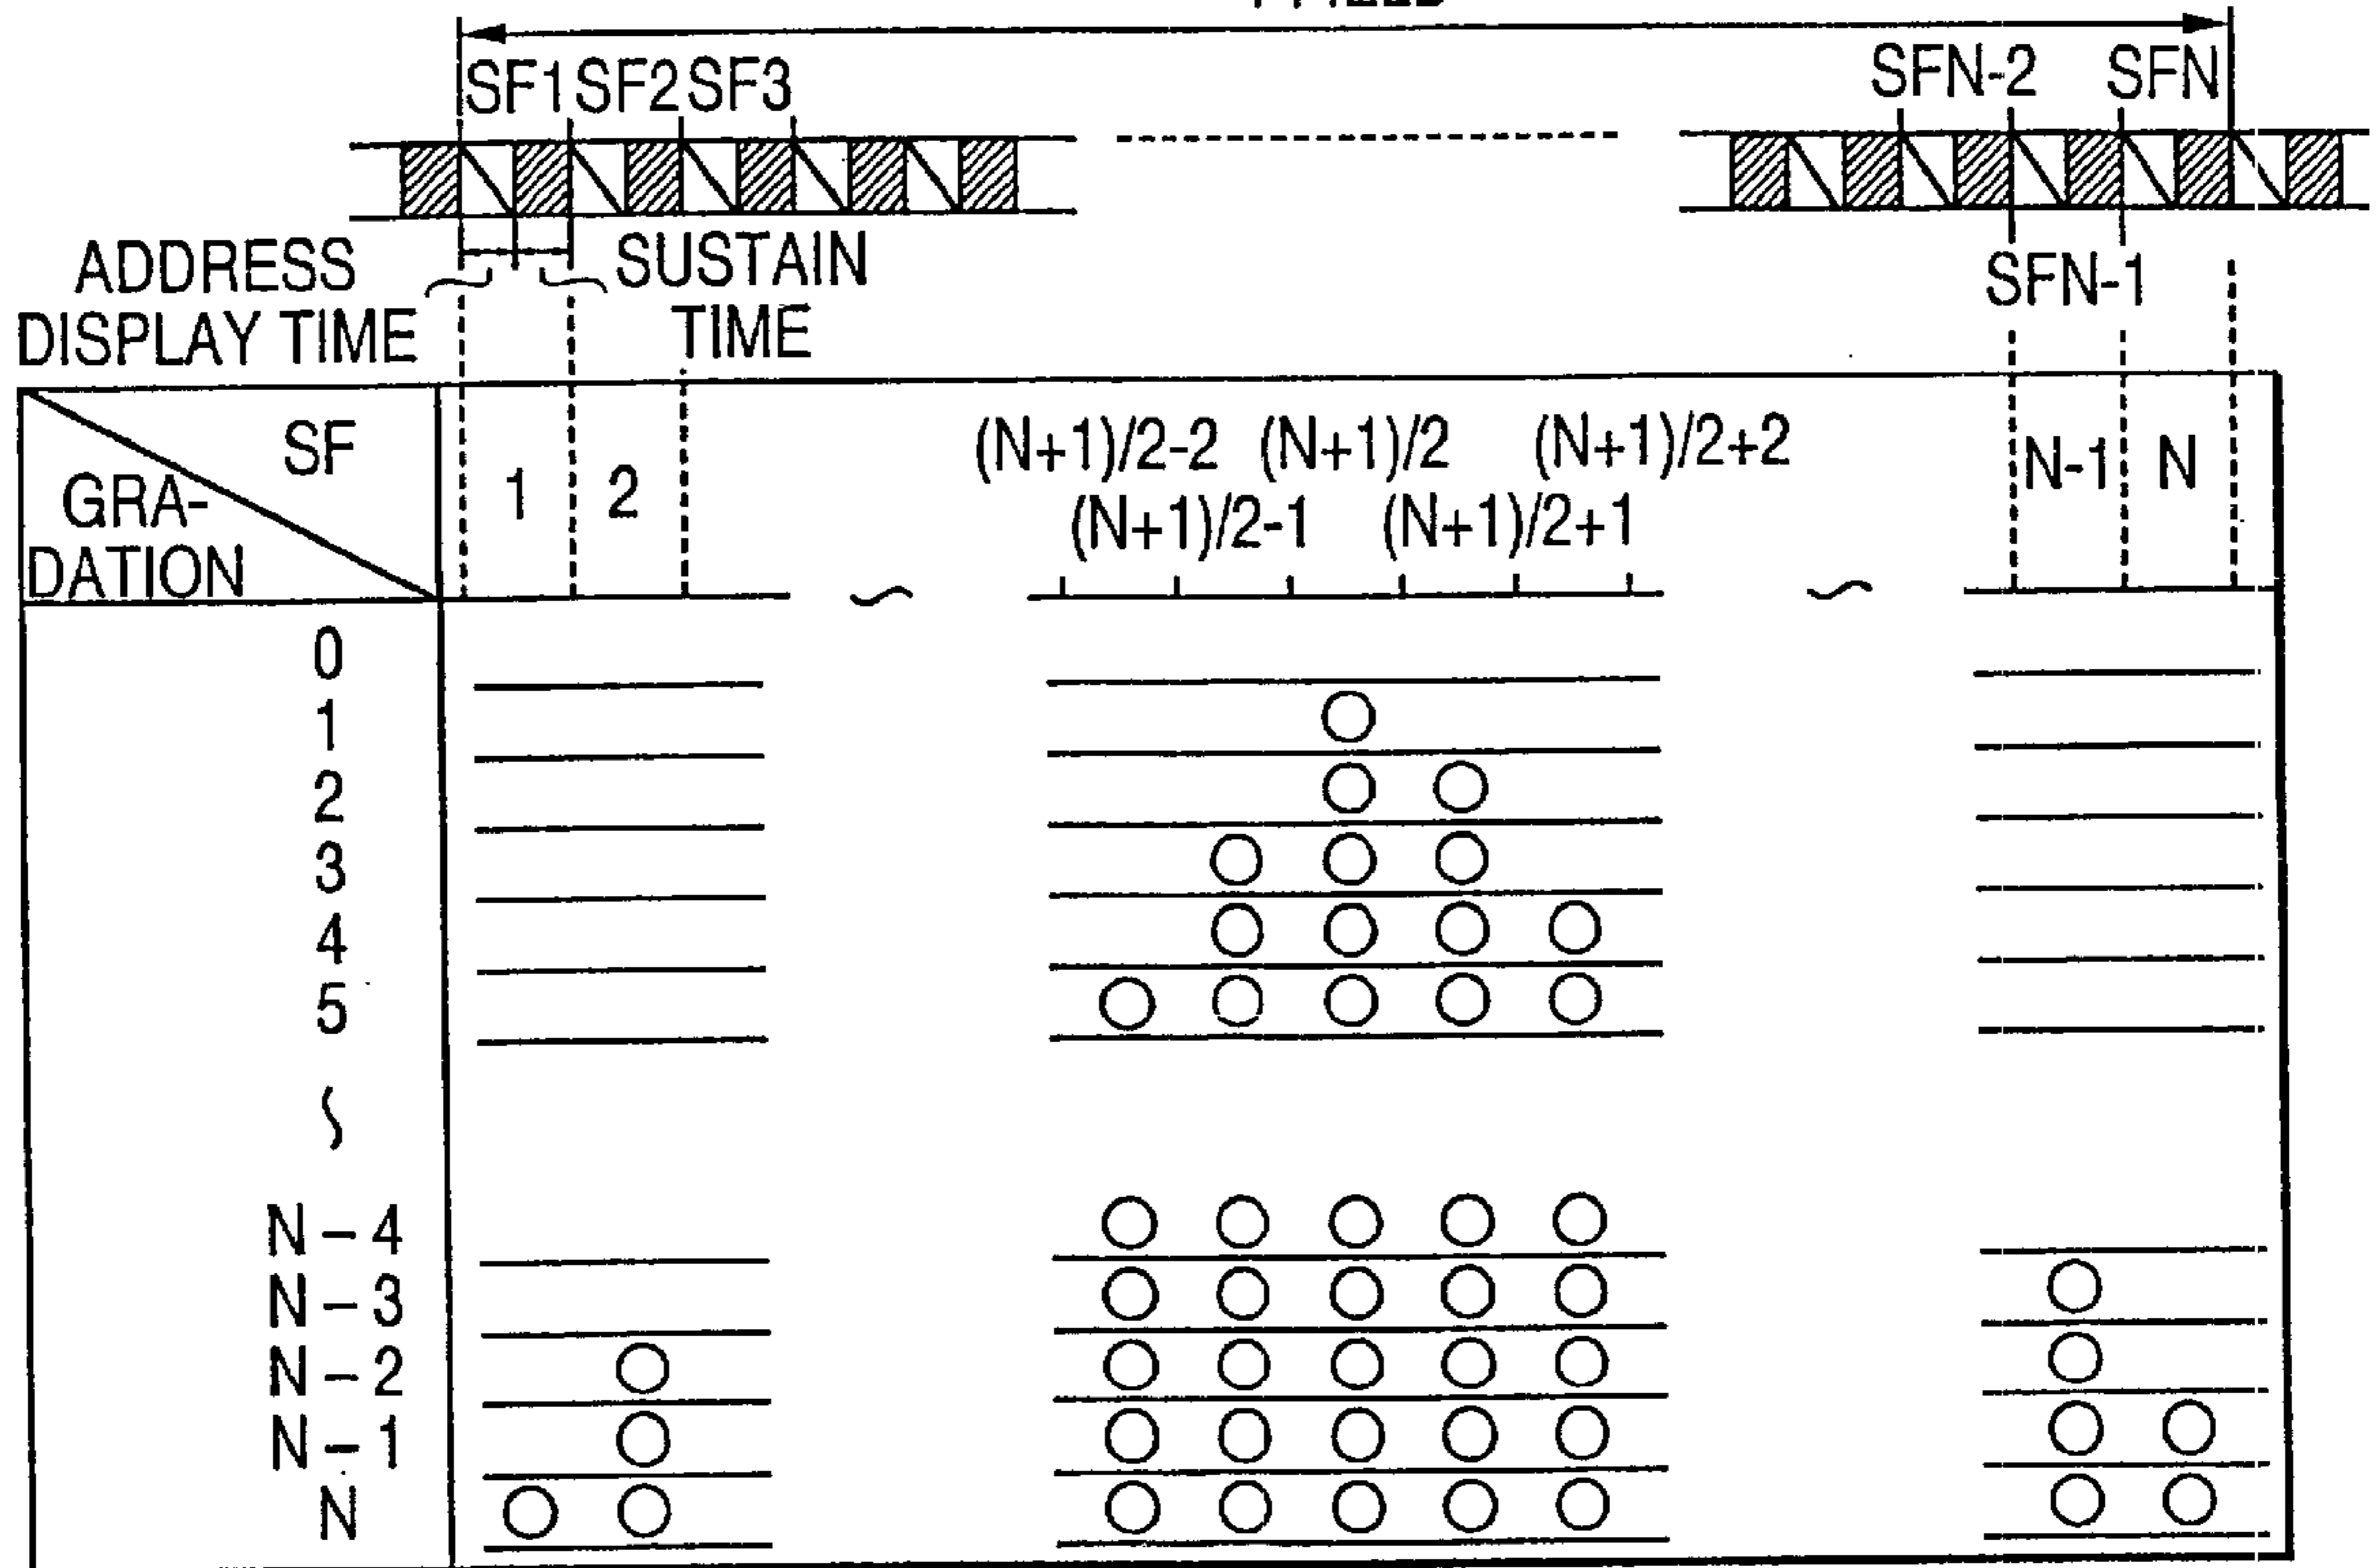 SF1 SF2 SF3
SFN-2 SFN
ADDRESS
DISPLAY TIME
SUSTAIN
TIME
SFN-1
SF
GRA-
DATION
1 2
(N+1)/2-2 (N+1)/2 (N+1)/2+2
(N+1)/2-1 (N+1)/2+1
N-1 N
0
1
2
3
4
5
N-4
N-3
N-2
N-1
N